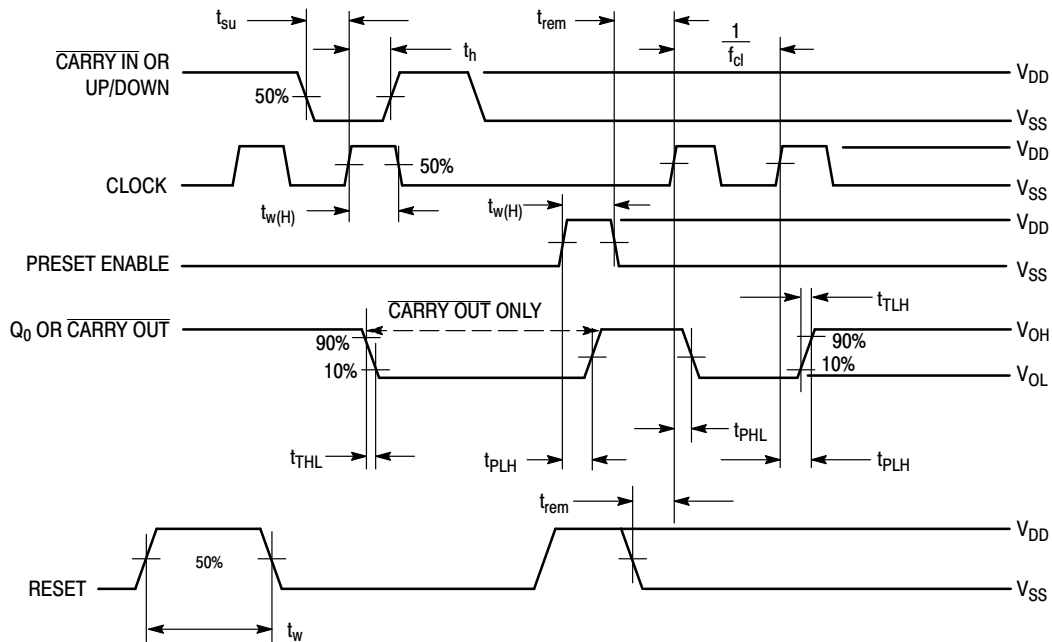 t_su
t_rem
1
f_cl
t_h
CARRY IN OR
UP/DOWN
50%
V_DD
V_SS
CLOCK
50%
V_DD
V_SS
t_w(H)
t_w(H)
V_DD
PRESET ENABLE
V_SS
t_TLH
CARRY OUT ONLY
Q_0 OR CARRY OUT
V_OH
90%
90%
10%
10%
V_OL
t_PHL
t_THL
t_PLH
t_PLH
t_rem
V_DD
50%
RESET
V_SS
t_w